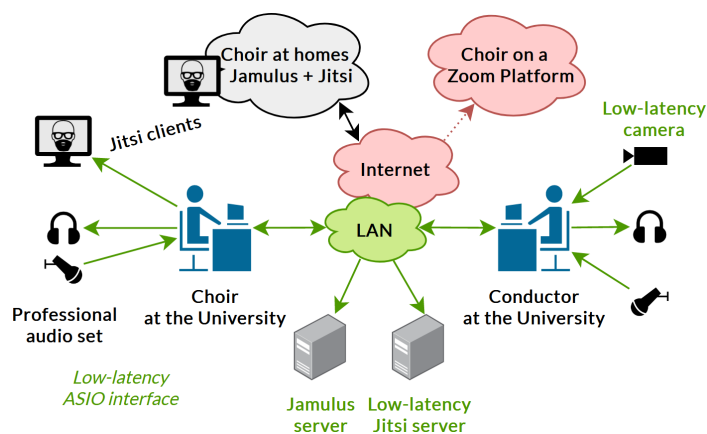 Choir at homes
Jamulus + Jitsi
Choir on a
Zoom Platform
Low-latency
camera
Jitsi clients
Internet
LAN
Professional
audio set
Choir
at the University
Conductor
at the University
Low-latency
ASIO interface
Jamulus
server
Low-latency
Jitsi server